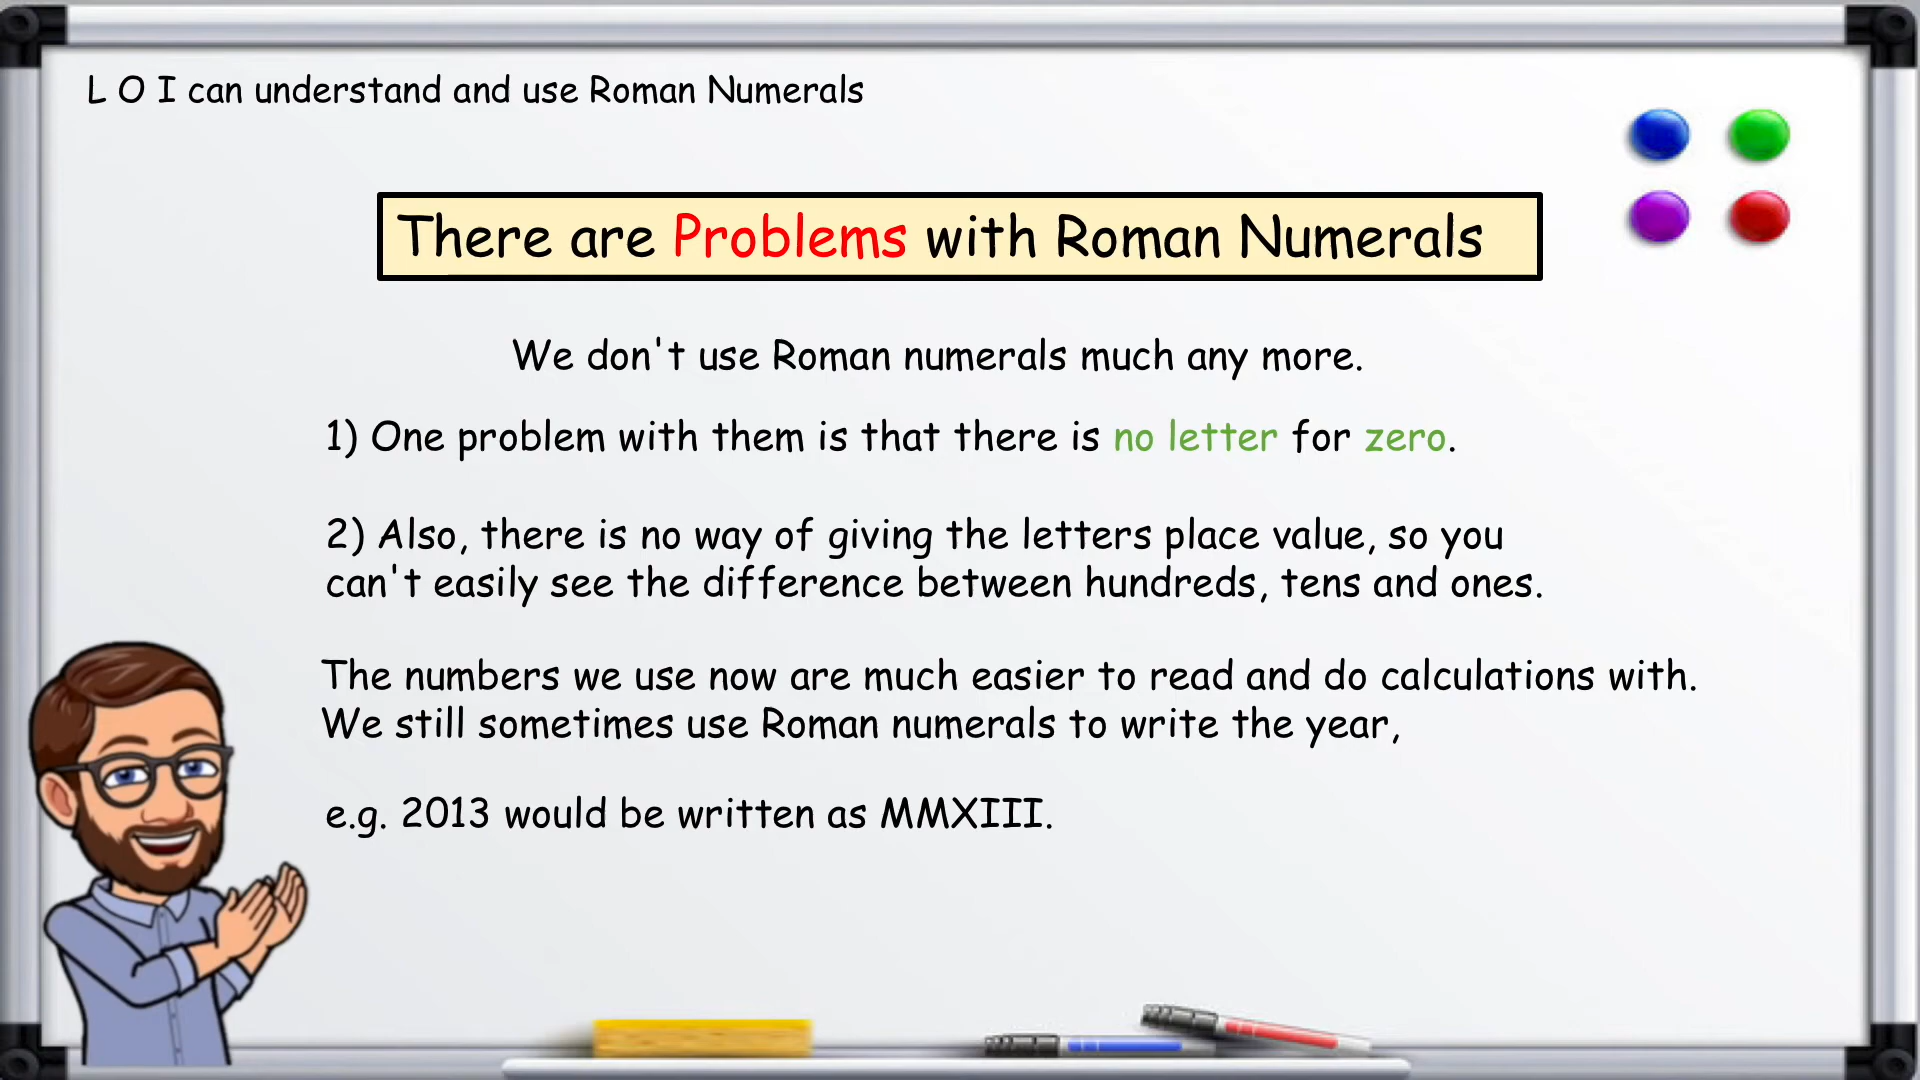 L O I can understand and use Roman Numerals
There are Problems with Roman Numerals
We don't use Roman numerals much any more.
1) One problem with them is that there is no letter for zero.
2) Also, there is no way of giving the letters place value, so you
can't easily see the difference between hundreds, tens and ones.
The numbers we use now are much easier to read and do calculations with.
We still sometimes use Roman numerals to write the year,
e.g. 2013 would be written as MMXIII.